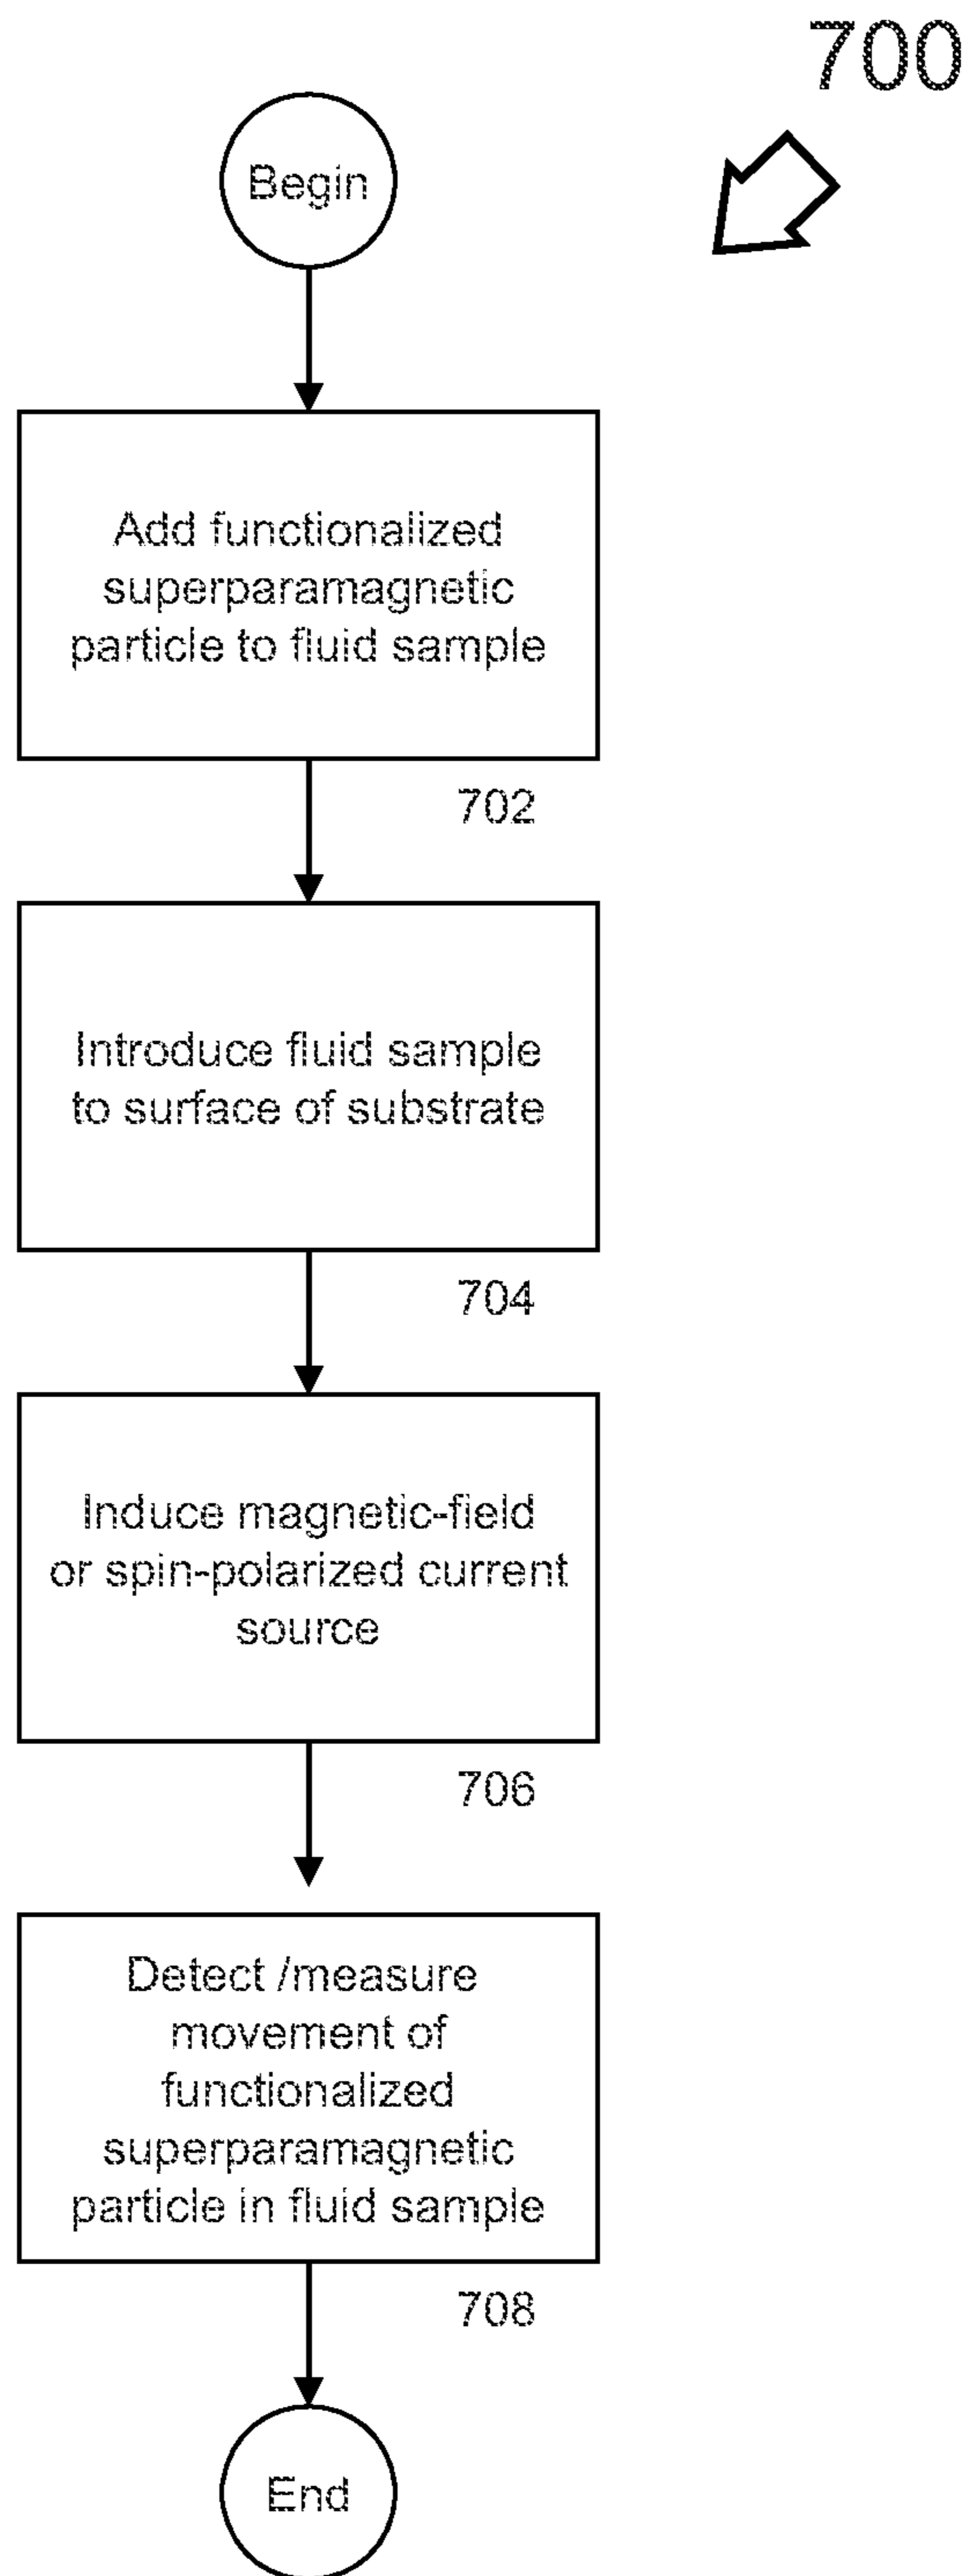 700
Begin
Add functionalized
superparamagnetic
particle to fluid sample
702
Introduce fluid sample
to surface of substrate
704
Induce magnetic-field
or spin-polarized current
source
706
Detect /measure
movement of
functionalized
superparamagnetic
particle in fluid sample
708
End